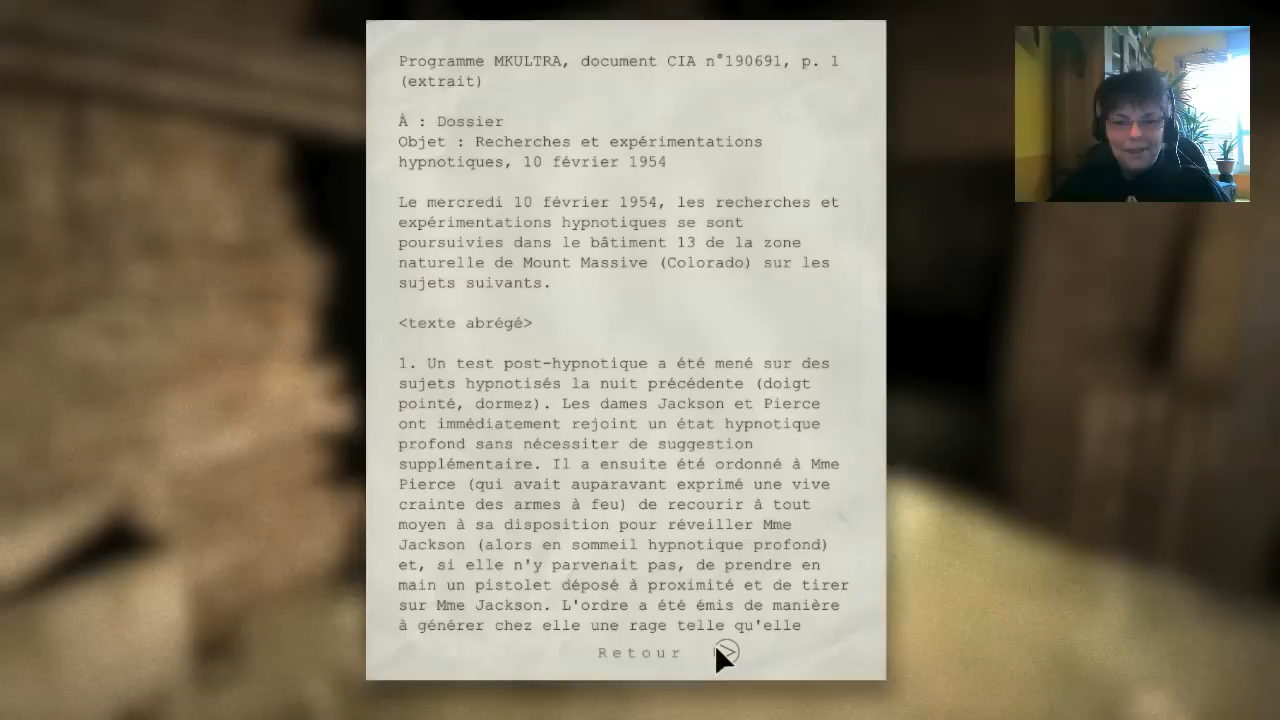 Programme MKULTRA, document CIA n°190691, p. 1
(extrait)
À : Dossier
Objet : Recherches et expérimentations
hypnotiques, 10 février 1954
Le mercredi 10 février 1954, les recherches et
expérimentations hypnotiques se sont
poursuivies dans le bâtiment 13 de la zone
naturelle de Mount Massive (Colorado) sur les
sujets suivants.
<texte abrégé>
1. Un test post-hypnotique a été mené sur des
sujets hypnotisés la nuit précédente (doigt
pointé, dormez). Les dames Jackson et Pierce
ont immédiatement rejoint un état hypnotique
profond sans nécessiter de suggestion
supplémentaire. Il a ensuite été ordonné à Mme
Pierce (qui avait auparavant exprimé une vive
crainte des armes à feu) de recourir à tout
moyen à sa disposition pour réveiller Mme
Jackson (alors en sommeil hypnotique profond)
et, si elle n'y parvenait pas, de prendre en
main un pistolet déposé à proximité et de tirer
sur Mme Jackson. L'ordre a été émis de manière
à générer chez elle une rage telle qu'elle
Retour >